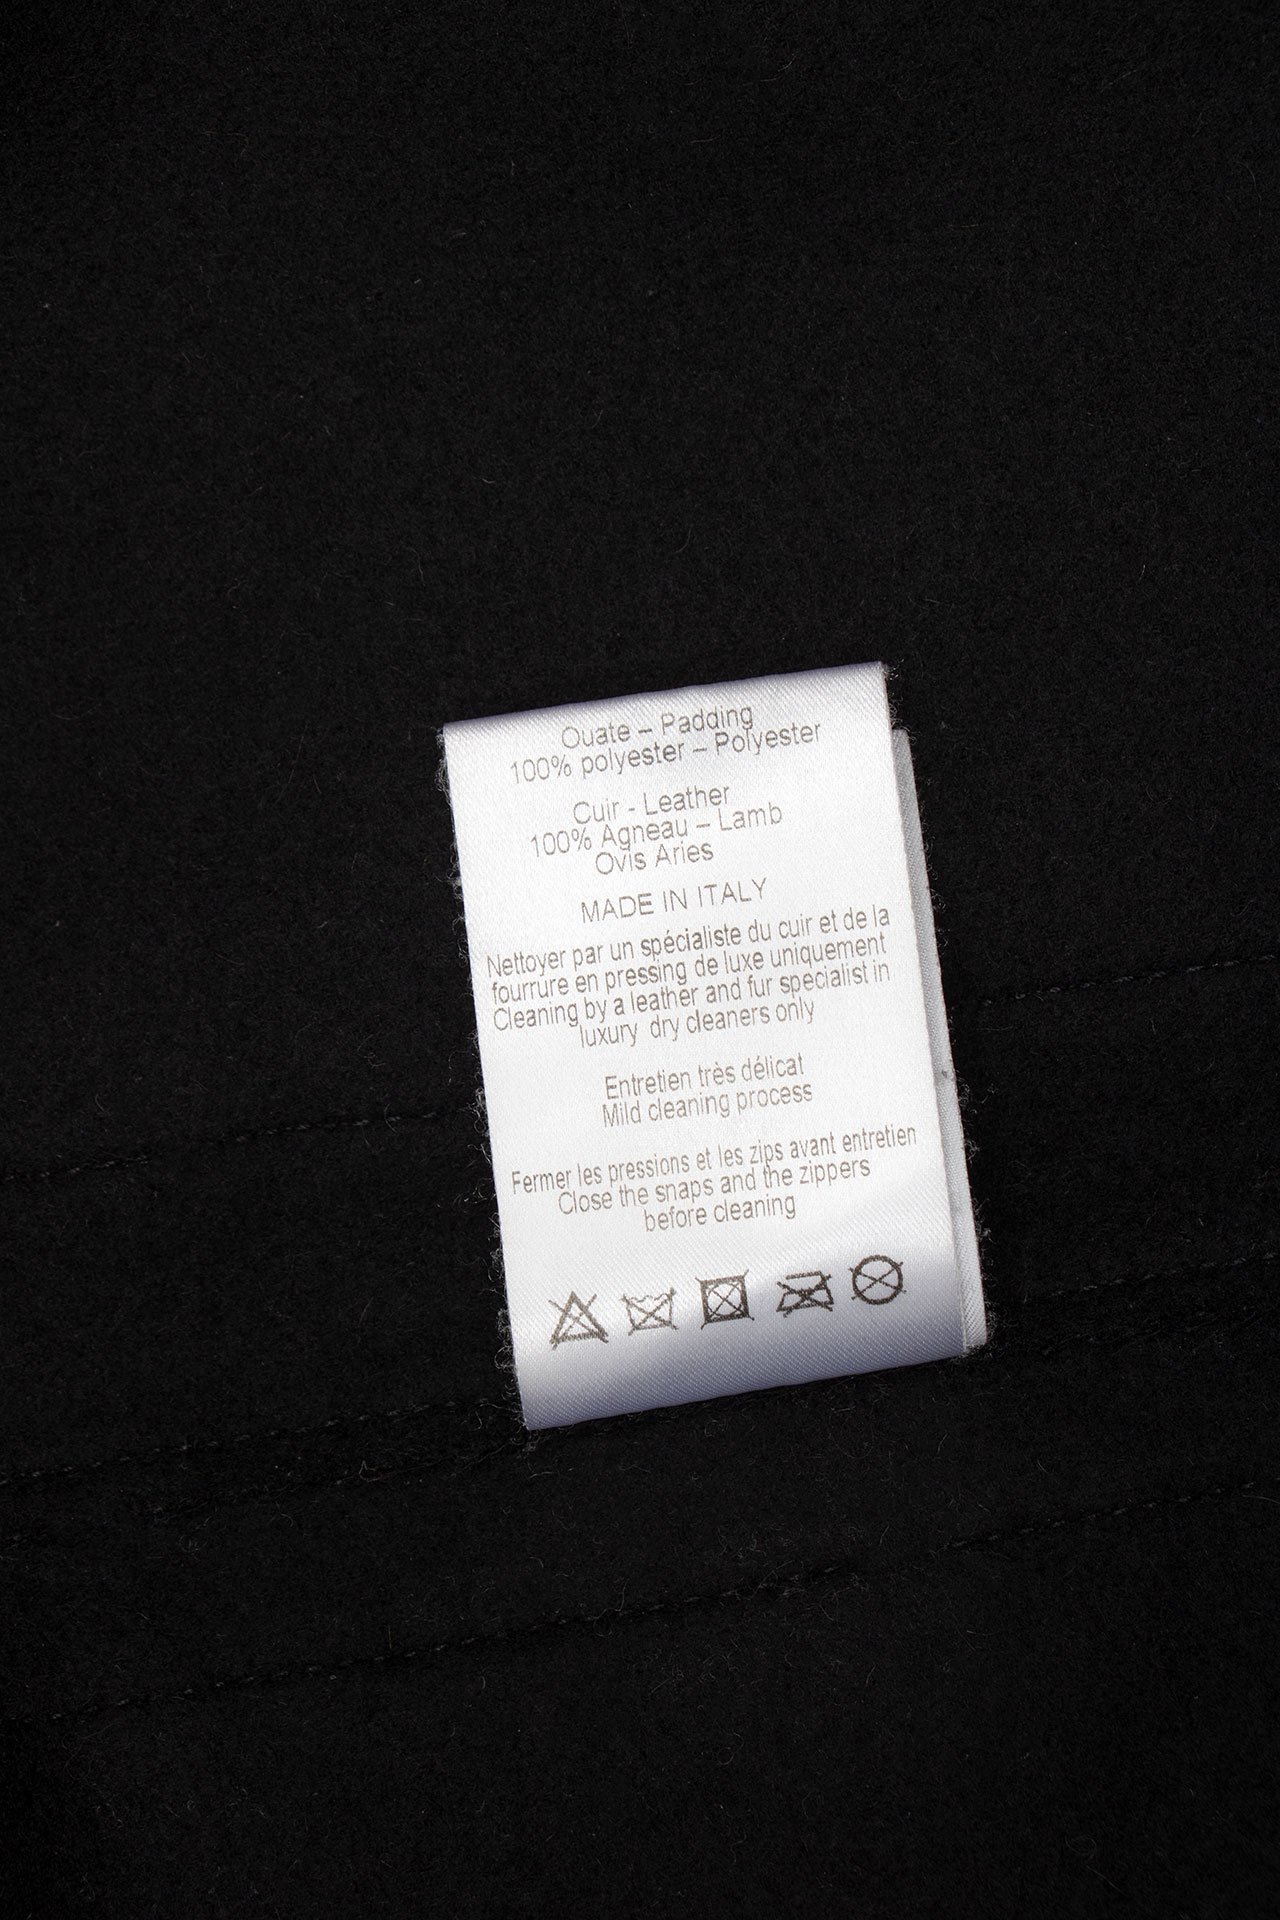 Ouate – Padding
100% polyester – Polyester
Cuir - Leather
100% Agneau – Lamb
Ovis Aries
MADE IN ITALY
Nettoyer par un spécialiste du cuir et de la
fourrure en pressing de luxe uniquement
Cleaning by a leather and fur specialist in
luxury dry cleaners only
Entretien très délicat
Mild cleaning process
Fermer les pressions et les zips avant entretien
Close the snaps and the zippers
before cleaning